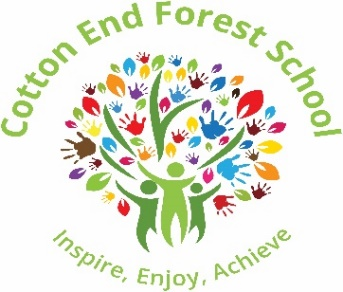 Cotton End Forest School
Inspire, Enjoy, Achieve